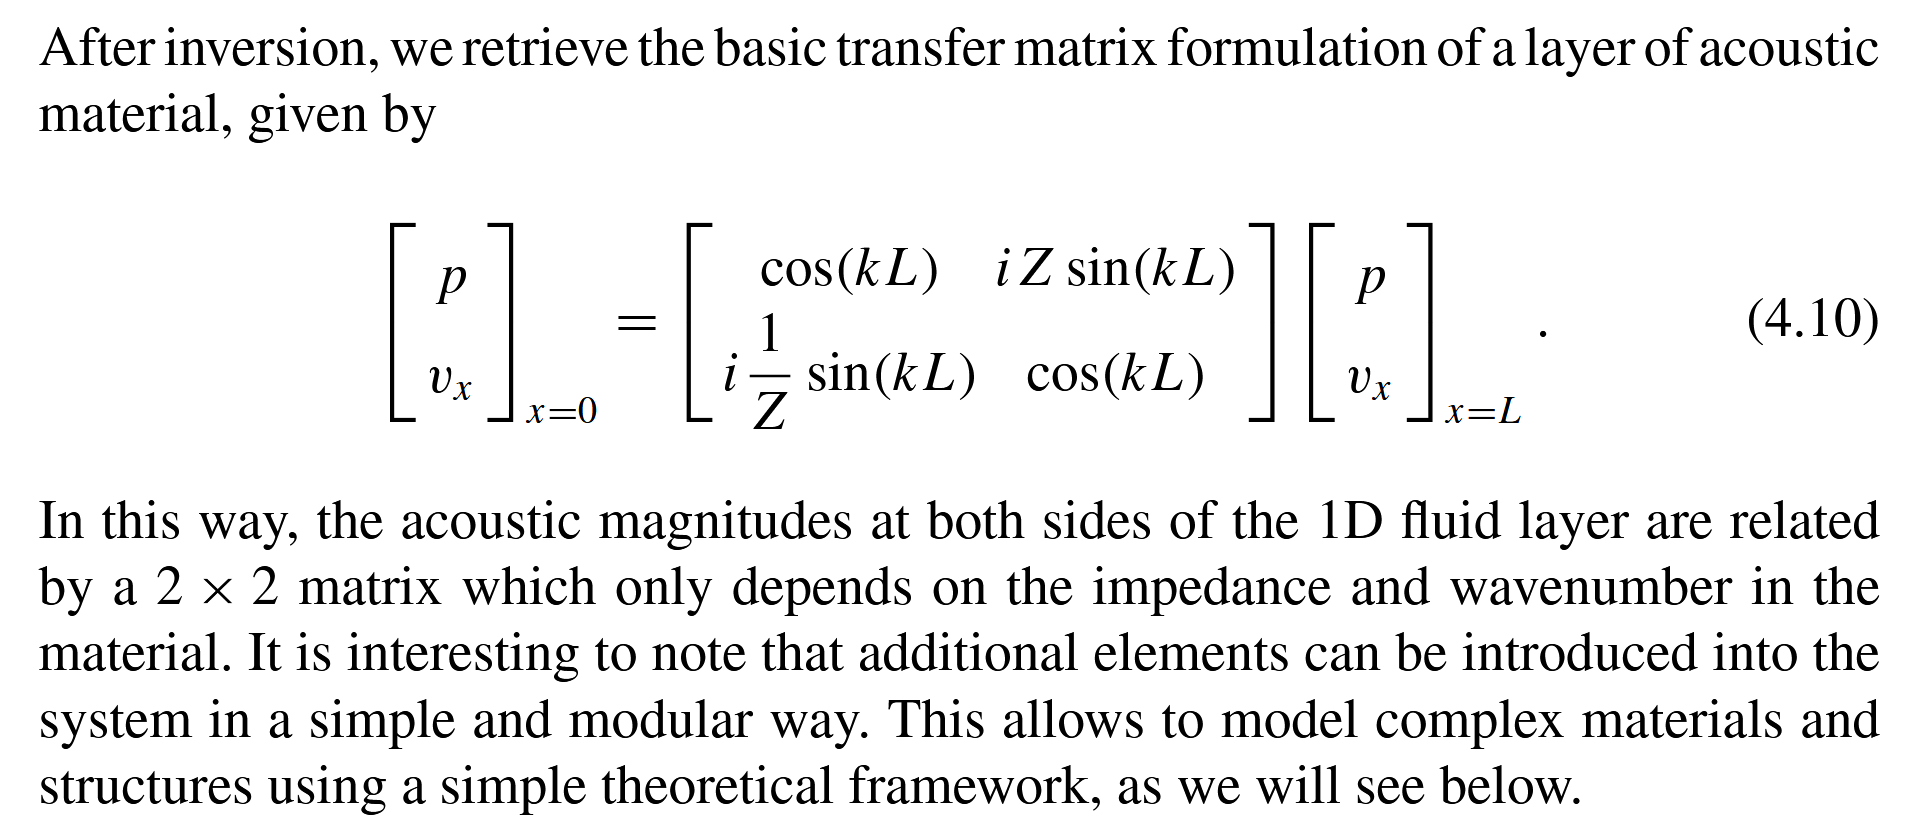 After inversion, we retrieve the basic transfer matrix formulation of a layer of acoustic
material, given by
\begin{bmatrix} p \\ v_x \end{bmatrix}_{x=0} = \begin{bmatrix} \cos(kL) & iZ\sin(kL) \\ i\frac{1}{Z}\sin(kL) & \cos(kL) \end{bmatrix} \begin{bmatrix} p \\ v_x \end{bmatrix}_{x=L} . (4.10)
In this way, the acoustic magnitudes at both sides of the 1D fluid layer are related
by a 2 × 2 matrix which only depends on the impedance and wavenumber in the
material. It is interesting to note that additional elements can be introduced into the
system in a simple and modular way. This allows to model complex materials and
structures using a simple theoretical framework, as we will see below.